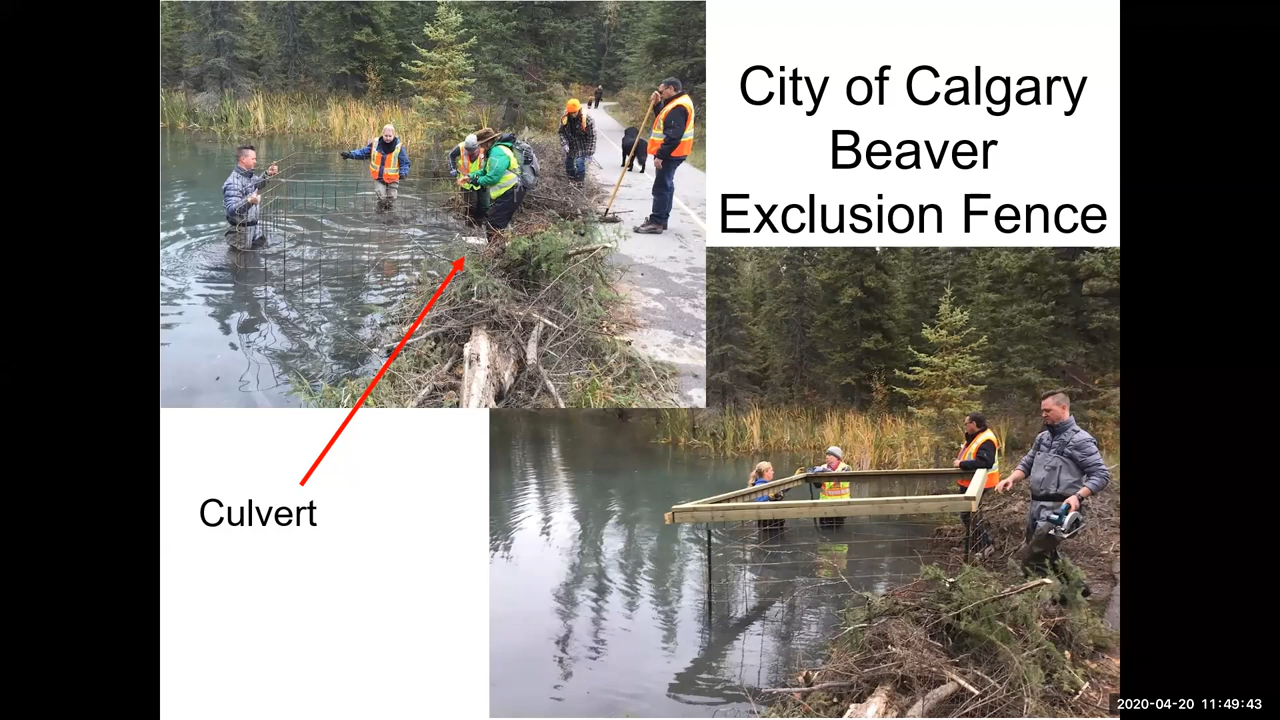 City of Calgary
Beaver
Exclusion Fence
Culvert
2020-04-20 11:49:43